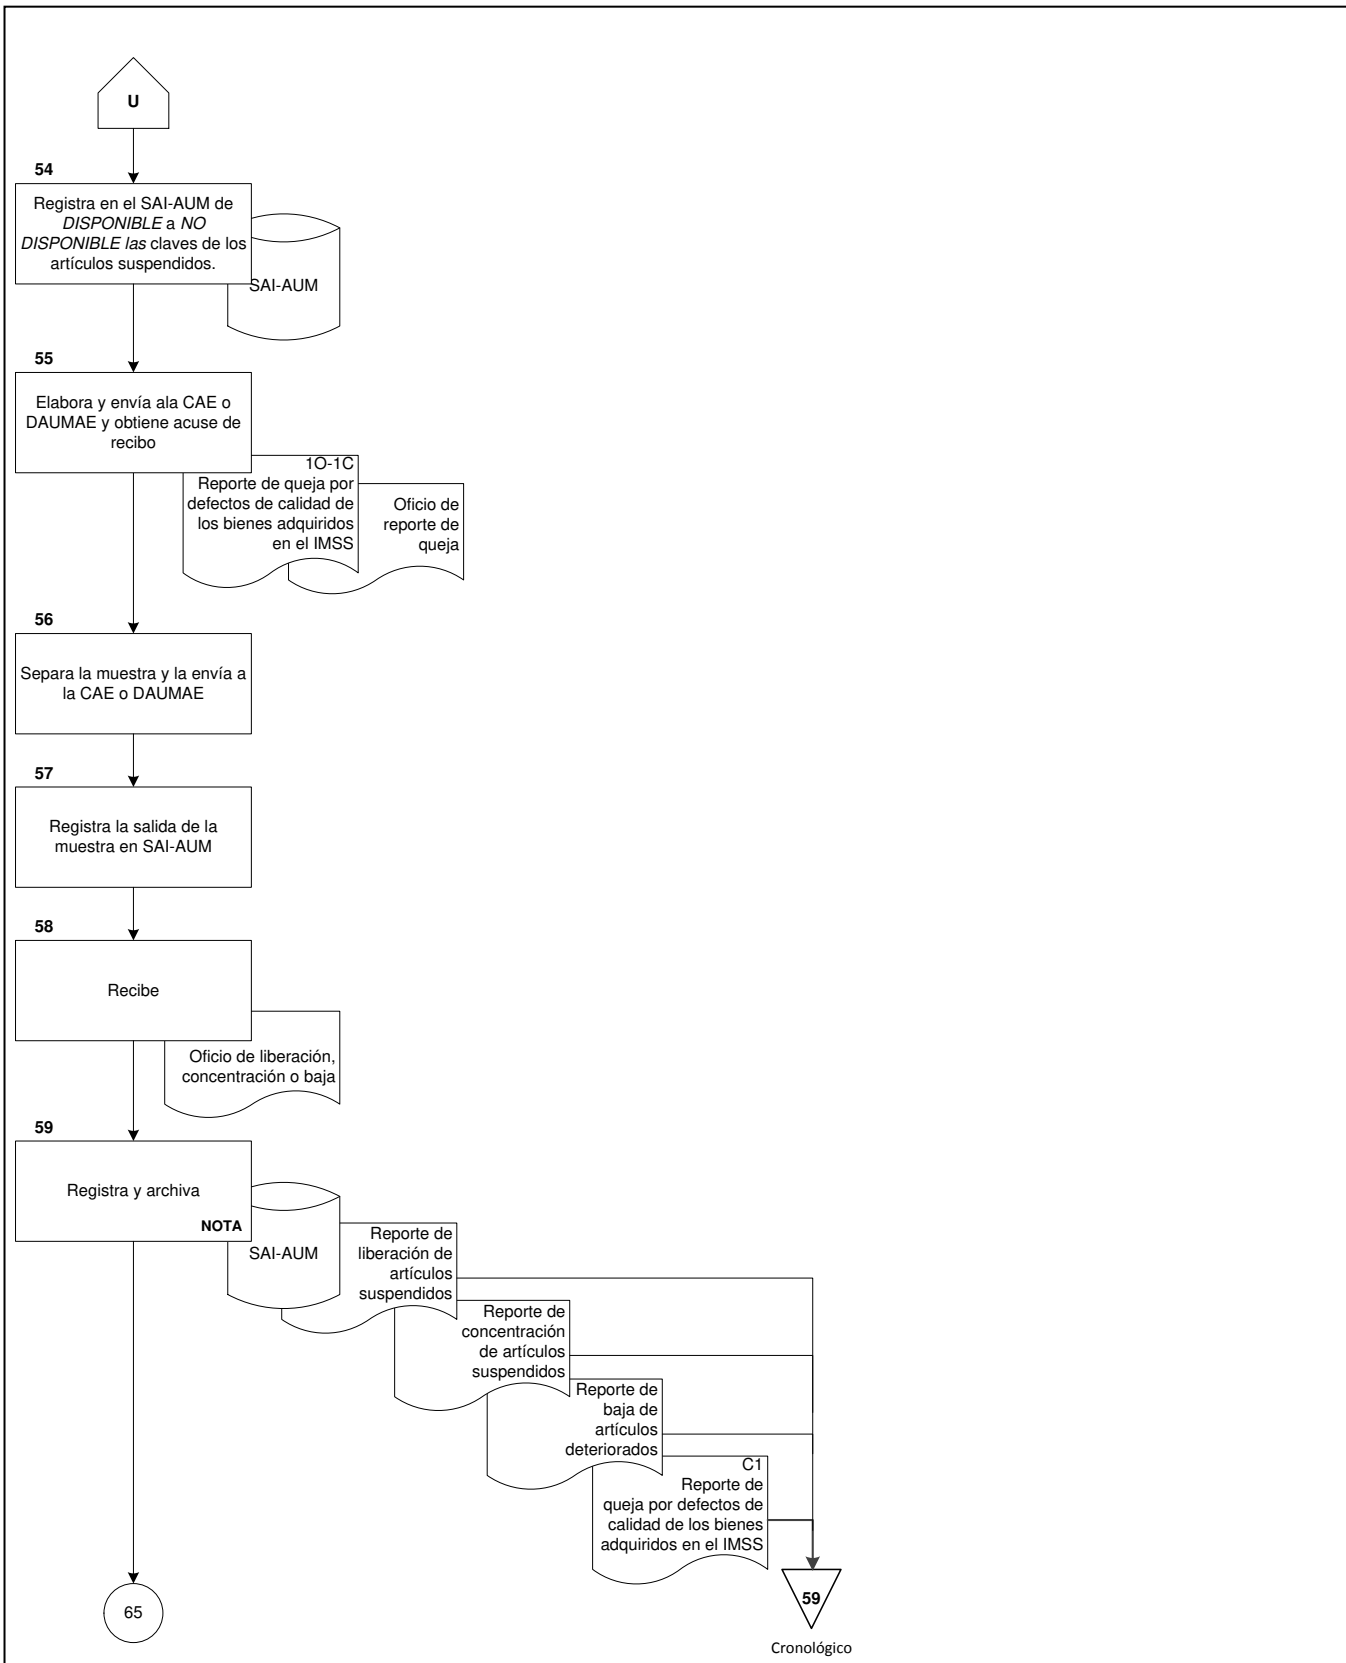 U
54
Registra en el SAI-AUM de
DISPONIBLE a NO
DISPONIBLE las claves de los
artículos suspendidos.
SAI-AUM
55
Elabora y envía ala CAE o
DAUMAE y obtiene acuse de
recibo
1O-1C
Reporte de queja por
defectos de calidad de
los bienes adquiridos
en el IMSS
Oficio de
reporte de
queja
56
Separa la muestra y la envía a
la CAE o DAUMAE
57
Registra la salida de la
muestra en SAI-AUM
58
Recibe
Oficio de liberación,
concentración o baja
59
Registra y archiva
NOTA
SAI-AUM
Reporte de
liberación de
artículos
suspendidos
Reporte de
concentración
de artículos
suspendidos
Reporte de
baja de
artículos
deteriorados
C1
Reporte de
queja por defectos de
calidad de los bienes
adquiridos en el IMSS
59
Cronológico
65